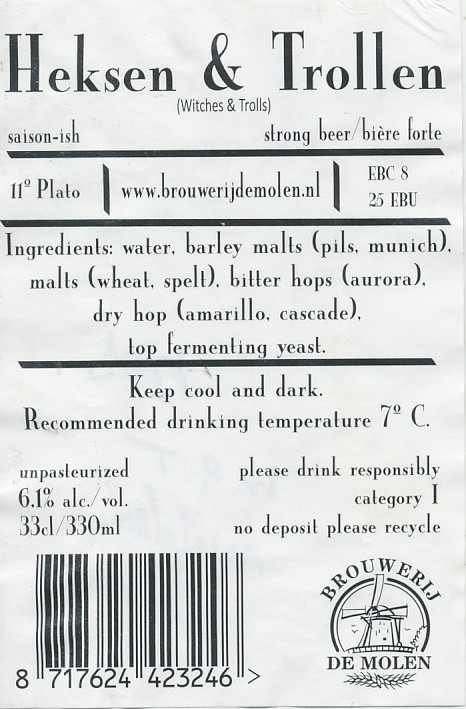 Heksen & Trollen
(Witches & Trolls)
saison-ish strong beer/bière forte
11º Plato www.brouwerijdemolen.nl EBC 8
25 EBU
Ingredients: water, barley malts (pils, munich),
malts (wheat, spelt), bitter hops (aurora),
dry hop (amarillo, cascade),
top fermenting yeast.
Keep cool and dark.
Recommended drinking temperature 7º C.
unpasteurized please drink responsibly
6.1% alc./vol. category I
33cl/330ml no deposit please recycle
BROUWERIJ
DE MOLEN
8 717624 423246 >